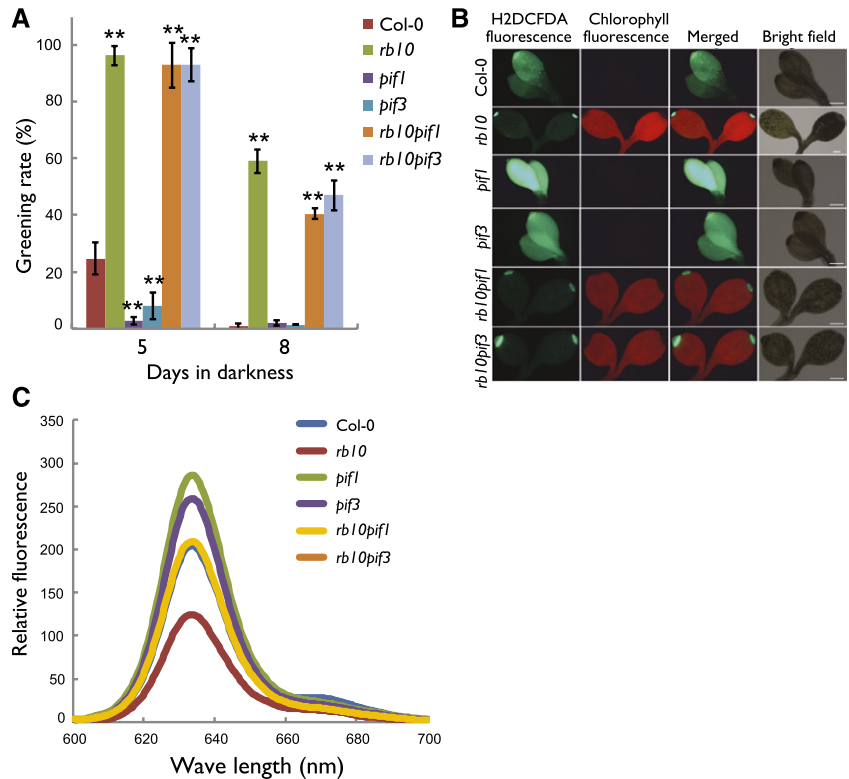 A
Greening rate (%)
100
80
60
40
20
0
**
**
**
**
**
**
**
**
5
8
Days in darkness
Col-0
rb10
pif1
pif3
rb10pif1
rb10pif3
B
H2DCFDA fluorescence
Chlorophyll fluorescence
Merged
Bright field
Col-0
rb10
pif1
pif3
rb10pif1
rb10pif3
C
Relative fluorescence
350
300
250
200
150
100
50
0
600
620
640
660
680
700
Wave length (nm)
Col-0
rb10
pif1
pif3
rb10pif1
rb10pif3